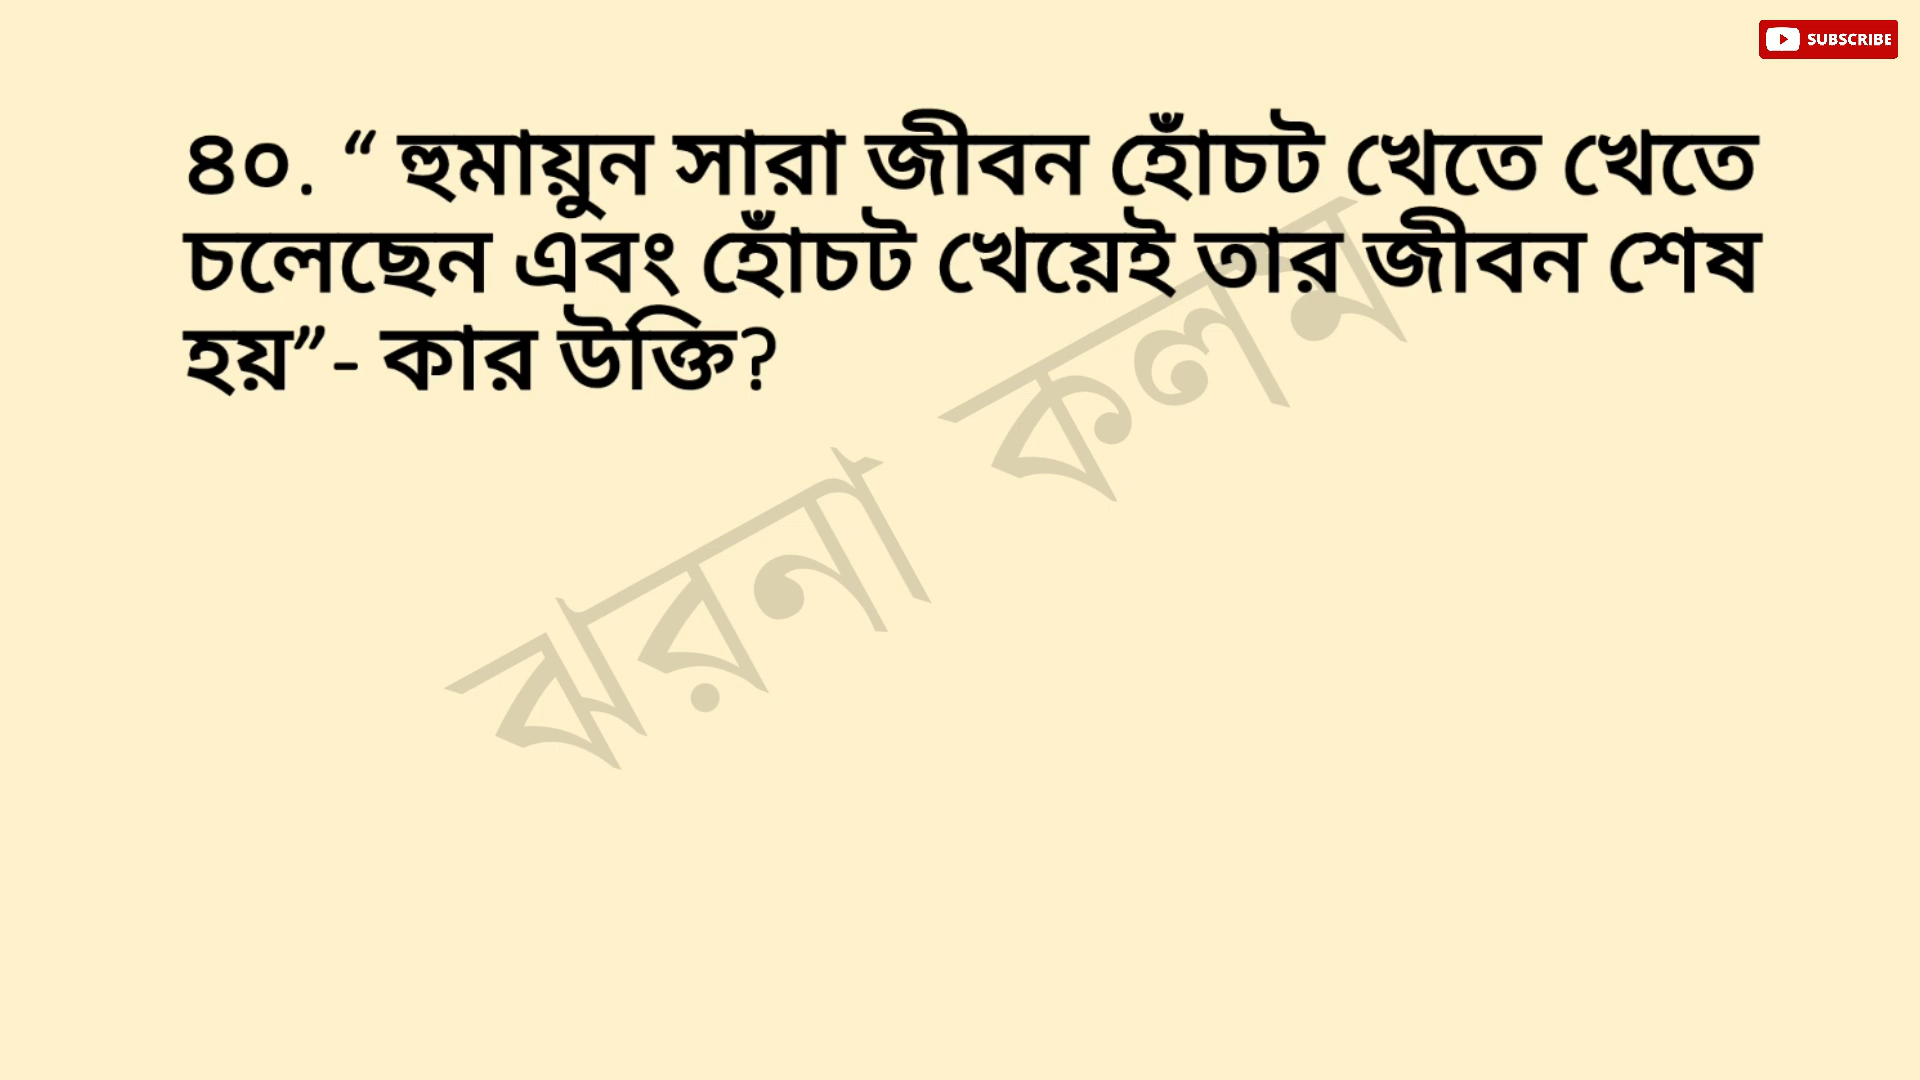 SUBSCRIBE
৪০. “ হুমায়ুন সারা জীবন হোঁচট খেতে খেতে
চলেছেন এবং হোঁচট খেয়েই তার জীবন শেষ
হয়”- কার উক্তি?
ঝরনা কলম